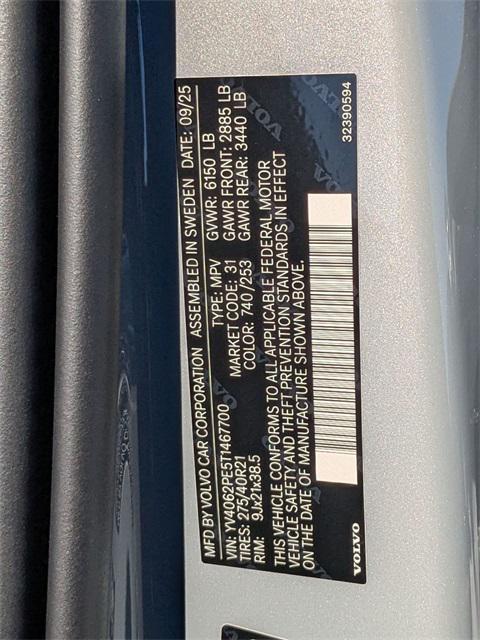 MFD BY VOLVO CAR CORPORATION ASSEMBLED IN SWEDEN DATE: 09/25
VIN: YV4062PE5T1467700 TYPE: MPV GVWR: 6150 LB
TIRES: 275/40R21 MARKET CODE: 31 GAWR FRONT: 2885 LB
RIM: 9Jx21x38.5 COLOR: 740/253 GAWR REAR: 3440 LB
THIS VEHICLE CONFORMS TO ALL APPLICABLE FEDERAL MOTOR
VEHICLE SAFETY AND THEFT PREVENTION STANDARDS IN EFFECT
ON THE DATE OF MANUFACTURE SHOWN ABOVE.
VOLVO 32390594